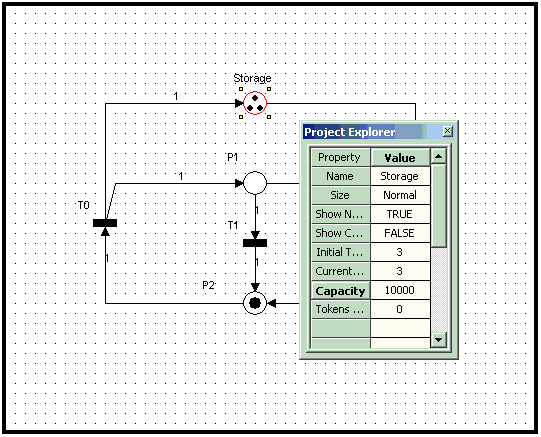 Storage
1
Project Explorer
Property Value
Name Storage
Size Normal
Show N... TRUE
Show C... FALSE
Initial T... 3
Current... 3
Capacity 10000
Tokens ... 0
P1
1
T0
1
T1
1
1
P2